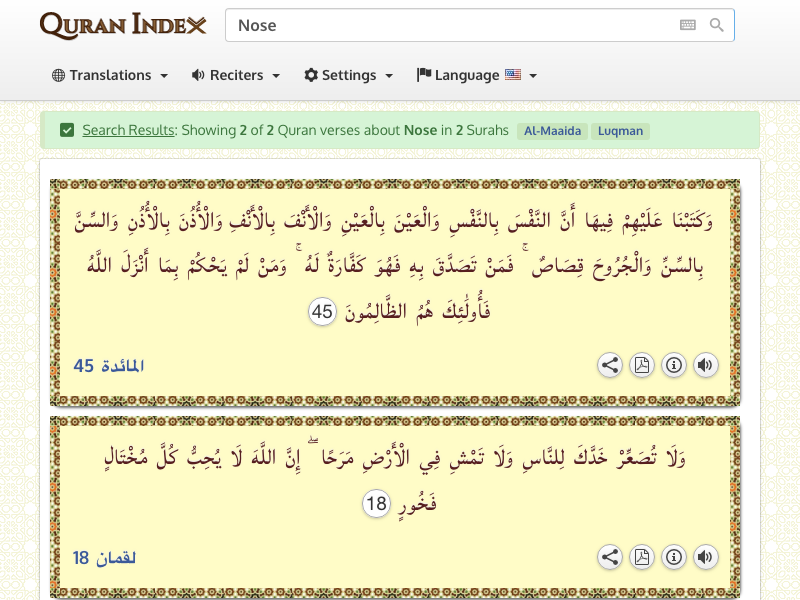 QURAN INDEX
Nose
Translations
Reciters
Settings
Language
Search Results: Showing 2 of 2 Quran verses about Nose in 2 Surahs Al-Maaida Luqman
وَكَتَبْنَا عَلَيْهِمْ فِيهَا أَنَّ النَّفْسَ بِالنَّفْسِ وَالْعَيْنَ بِالْعَيْنِ وَالْأَنْفَ بِالْأَنْفِ وَالْأُذُنَ بِالْأُذُنِ وَالسِّنَّ
بِالسِّنِّ وَالْجُرُوحَ قِصَاصٌ ۚ فَمَنْ تَصَدَّقَ بِهِ فَهُوَ كَفَّارَةٌ لَهُ ۚ وَمَنْ لَمْ يَحْكُمْ بِمَا أَنْزَلَ اللَّهُ
فَأُولَٰئِكَ هُمُ الظَّالِمُونَ 45
المائدة 45
وَلَا تُصَعِّرْ خَدَّكَ لِلنَّاسِ وَلَا تَمْشِ فِي الْأَرْضِ مَرَحًا ۖ إِنَّ اللَّهَ لَا يُحِبُّ كُلَّ مُخْتَالٍ
فَخُورٍ 18
لقمان 18